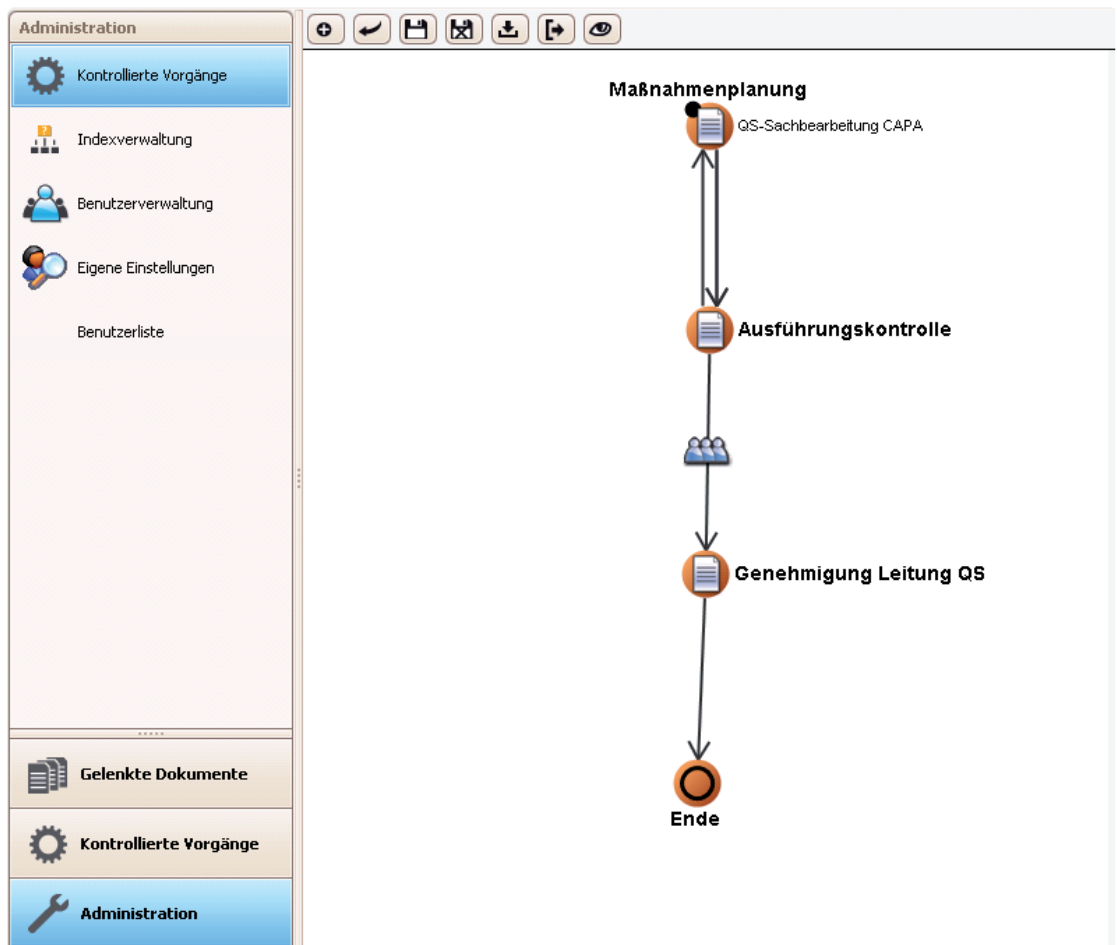 Administration
Kontrollierte Vorgänge
Indexverwaltung
Benutzerverwaltung
Eigene Einstellungen
Benutzerliste
Gelenkte Dokumente
Kontrollierte Vorgänge
Administration
Maßnahmenplanung
QS-Sachbearbeitung CAPA
Ausführungskontrolle
Genehmigung Leitung QS
Ende